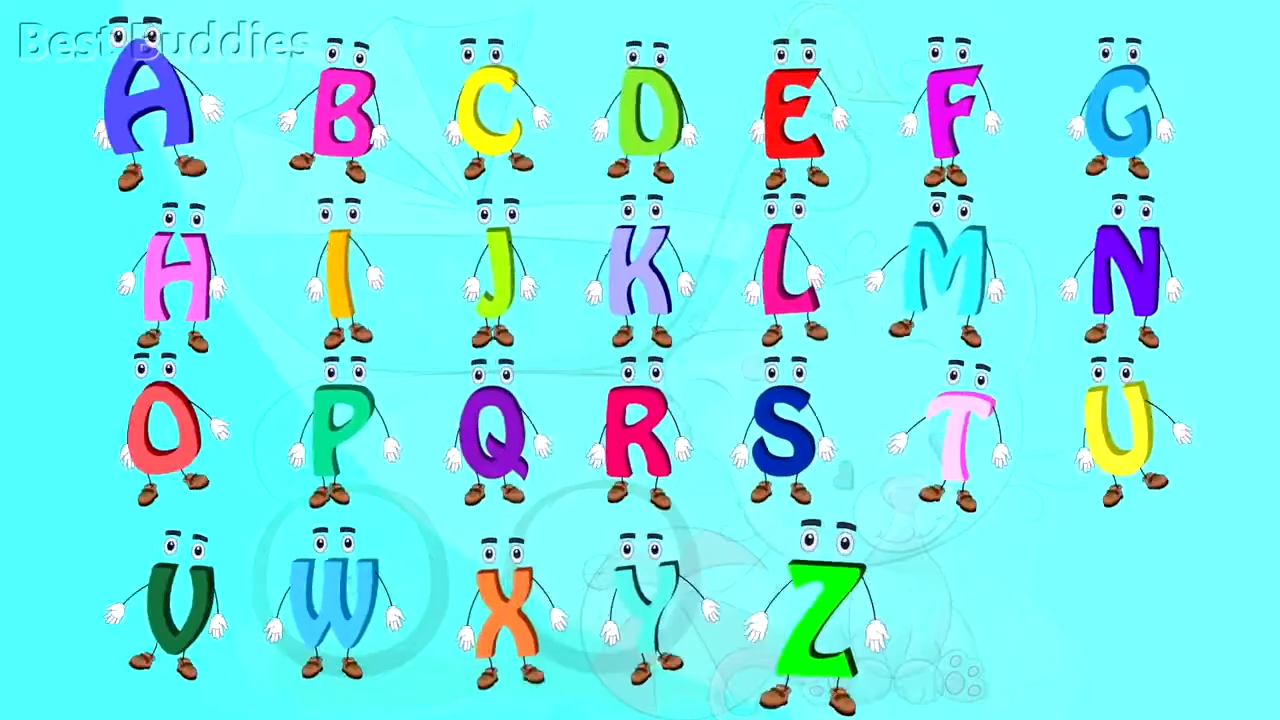 Best Buddies
A B C D E F G
H I J K L M N
O P Q R S T U
V W X Y Z